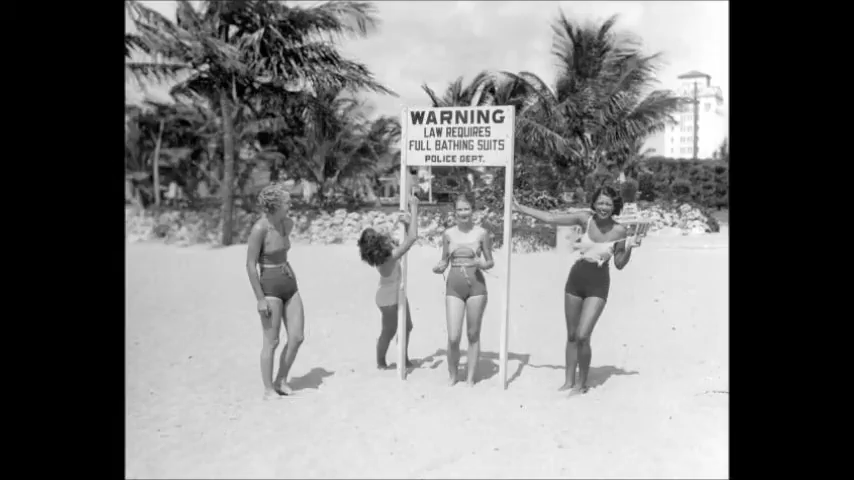 WARNING
LAW REQUIRES
FULL BATHING SUITS
POLICE DEPT.